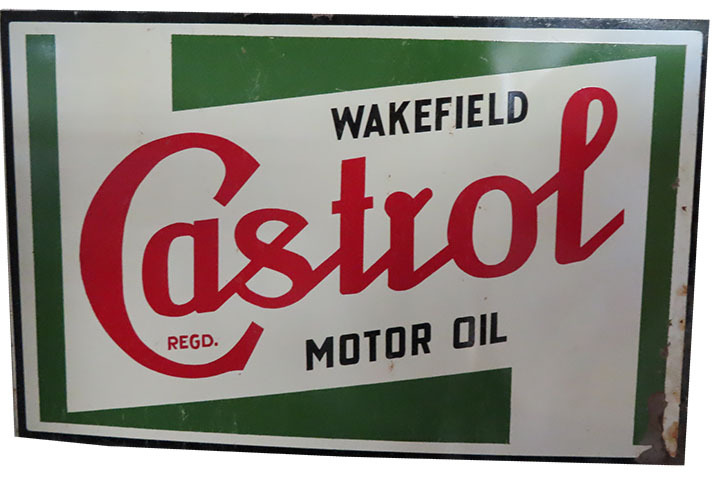 WAKEFIELD
Castrol
REGD.
MOTOR OIL